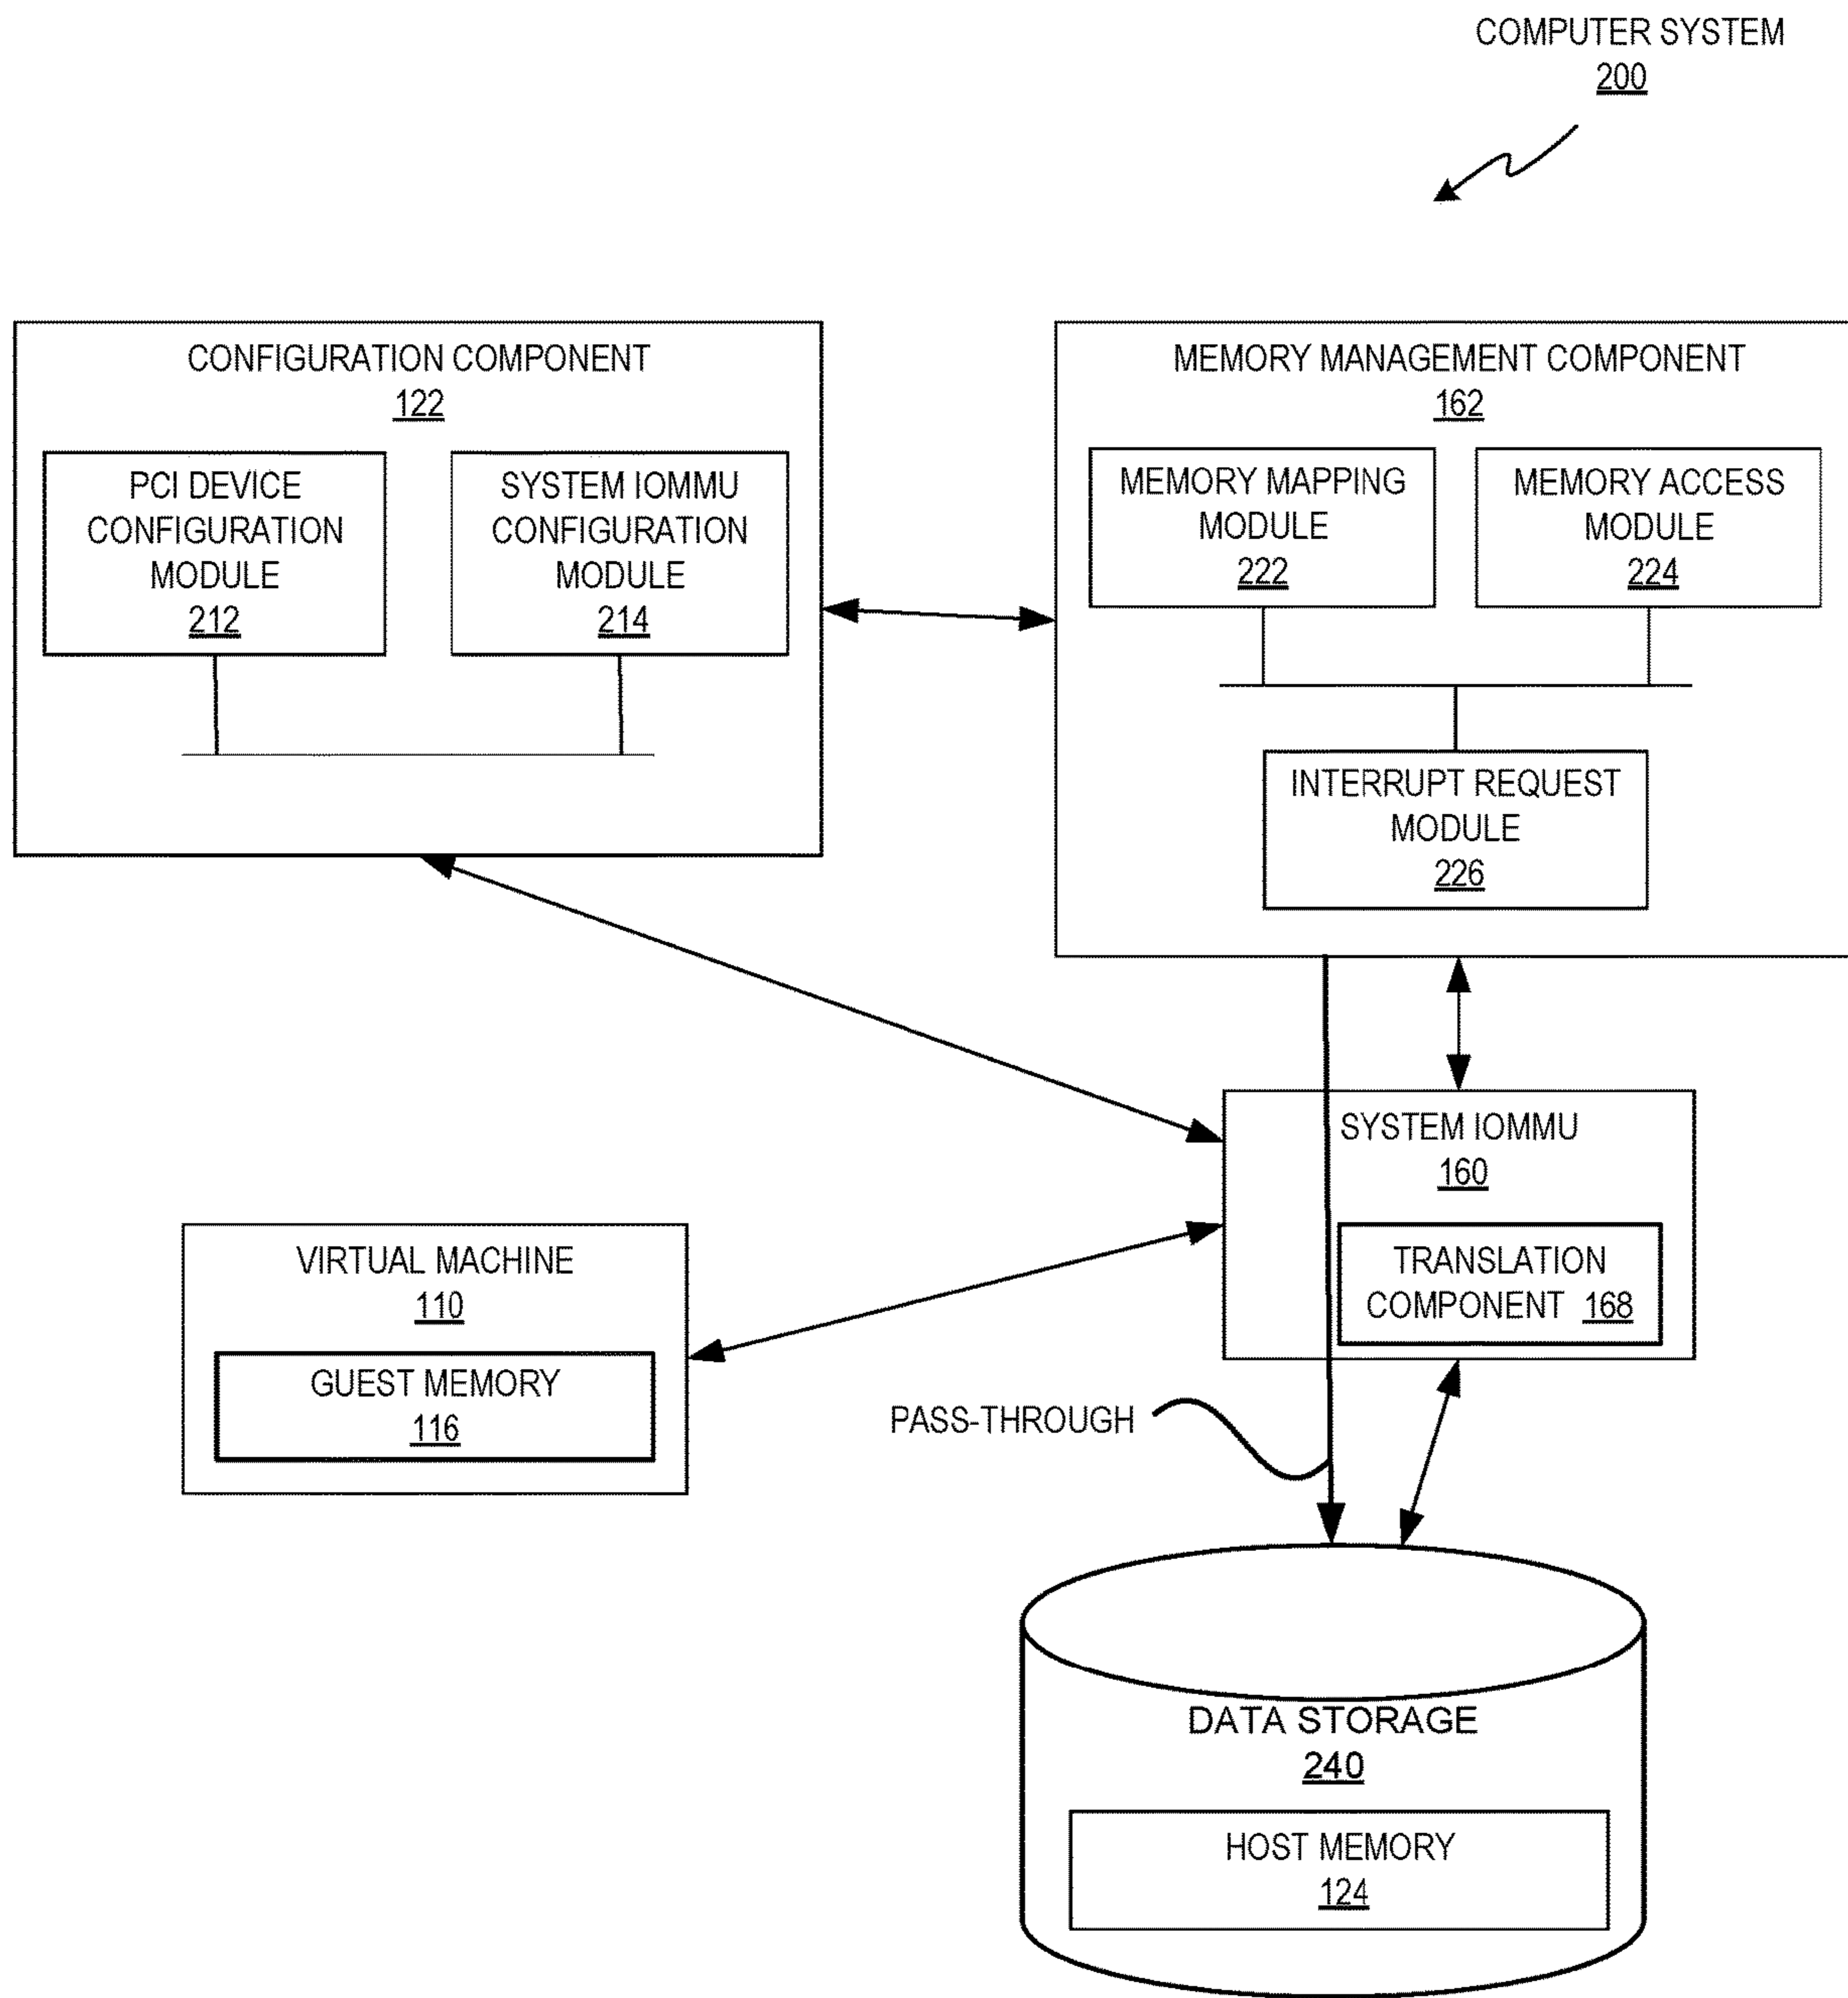 COMPUTER SYSTEM
200
CONFIGURATION COMPONENT
122
PCI DEVICE
CONFIGURATION
MODULE
212
SYSTEM IOMMU
CONFIGURATION
MODULE
214
MEMORY MANAGEMENT COMPONENT
162
MEMORY MAPPING
MODULE
222
MEMORY ACCESS
MODULE
224
INTERRUPT REQUEST
MODULE
226
SYSTEM IOMMU
160
TRANSLATION
COMPONENT 168
VIRTUAL MACHINE
110
GUEST MEMORY
116
PASS-THROUGH
DATA STORAGE
240
HOST MEMORY
124